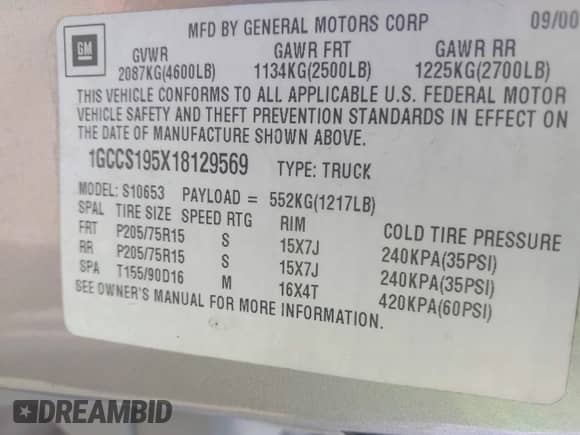 MFD BY GENERAL MOTORS CORP 09/00
GM
GVWR GAWR FRT GAWR RR
2087KG(4600LB) 1134KG(2500LB) 1225KG(2700LB)
THIS VEHICLE CONFORMS TO ALL APPLICABLE U.S. FEDERAL MOTOR
VEHICLE SAFETY AND THEFT PREVENTION STANDARDS IN EFFECT ON
THE DATE OF MANUFACTURE SHOWN ABOVE.
1GCCS195X18129569 TYPE: TRUCK
MODEL: S10653 PAYLOAD = 552KG(1217LB)
SPAL TIRE SIZE SPEED RTG RIM COLD TIRE PRESSURE
FRT P205/75R15 S 15X7J 240KPA(35PSI)
RR P205/75R15 S 15X7J 240KPA(35PSI)
SPA T155/90D16 M 16X4T 420KPA(60PSI)
SEE OWNER'S MANUAL FOR MORE INFORMATION.
DREAMBID